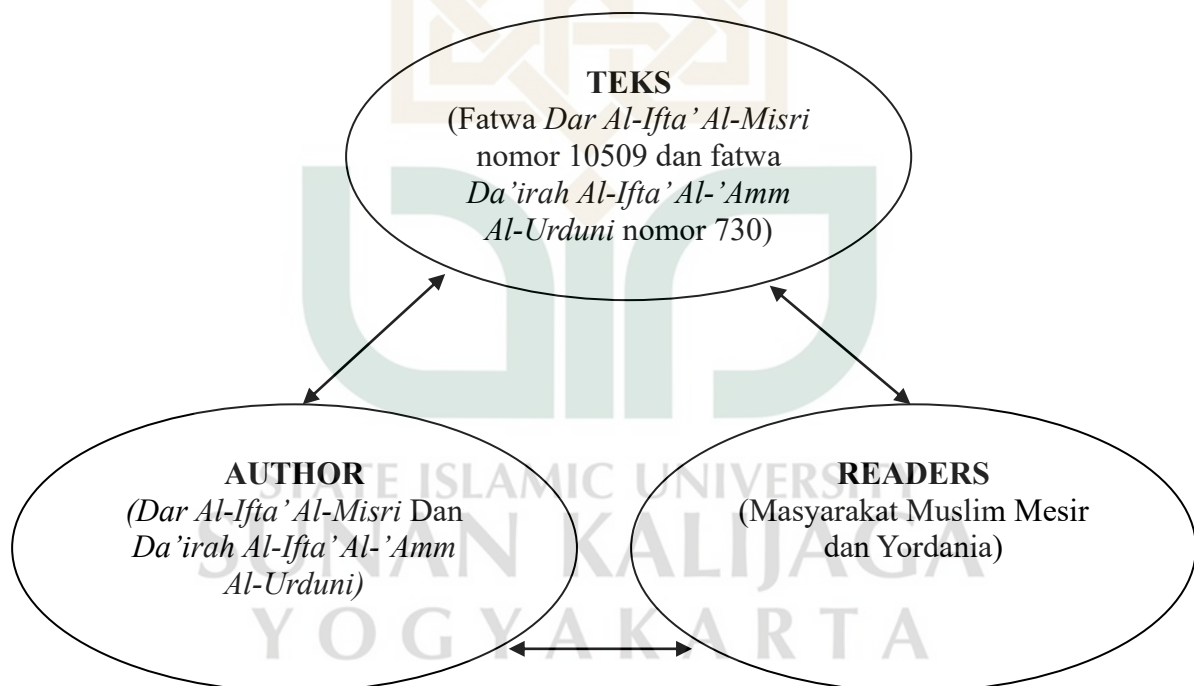 TEKS
(Fatwa Dar Al-Ifta’ Al-Misri
nomor 10509 dan fatwa
Da’irah Al-Ifta’ Al-’Amm
Al-Urduni nomor 730)
AUTHOR
(Dar Al-Ifta’ Al-Misri Dan
Da’irah Al-Ifta’ Al-’Amm
Al-Urduni)
READERS
(Masyarakat Muslim Mesir
dan Yordania)
STATE ISLAMIC UNIVERSITY
SUNAN KALIJAGA
YOGYAKARTA